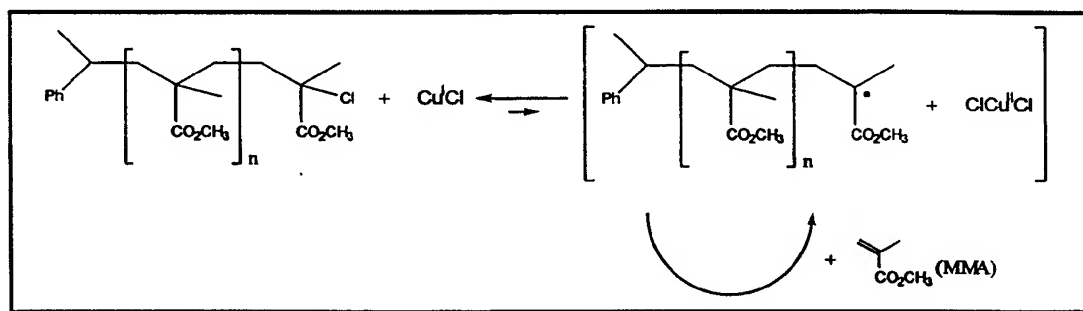 Ph
CO₂CH₃
n
Cl
CO₂CH₃
+
CuᴵCl
Ph
CO₂CH₃
n
•
CO₂CH₃
+
ClCuᴵᴵCl
+
CO₂CH₃ (MMA)